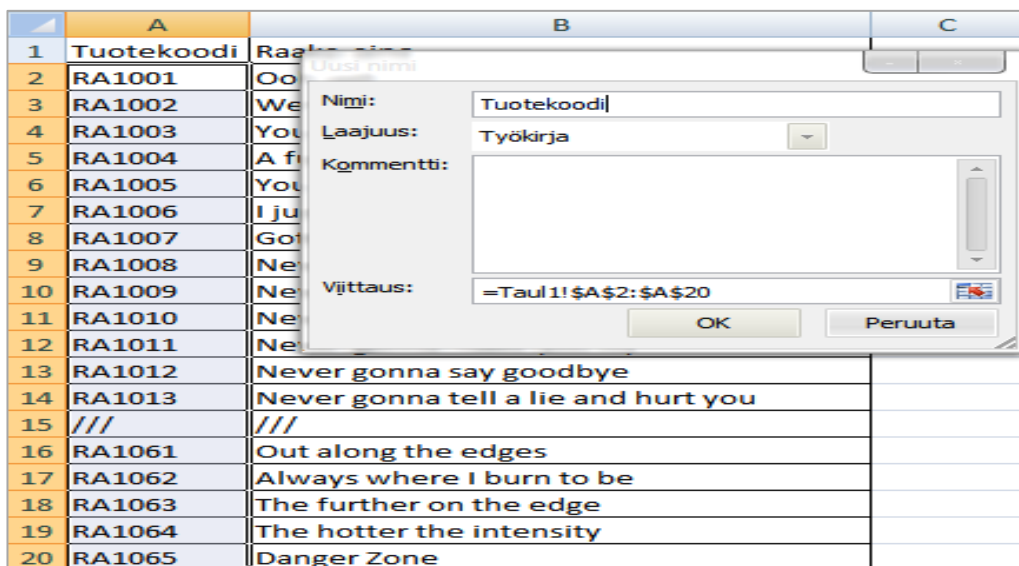 A B C
1 Tuotekoodi
2 RA1001
3 RA1002
4 RA1003
5 RA1004
6 RA1005
7 RA1006
8 RA1007
9 RA1008
10 RA1009
11 RA1010
12 RA1011
13 RA1012 Never gonna say goodbye
14 RA1013 Never gonna tell a lie and hurt you
15 /// ///
16 RA1061 Out along the edges
17 RA1062 Always where I burn to be
18 RA1063 The further on the edge
19 RA1064 The hotter the intensity
20 RA1065 Danger Zone
Uusi nimi
Nimi: Tuotekoodi
Laajuus: Työkirja
Kommentti:
Viittaus: =Taul1!$A$2:$A$20
OK Peruuta